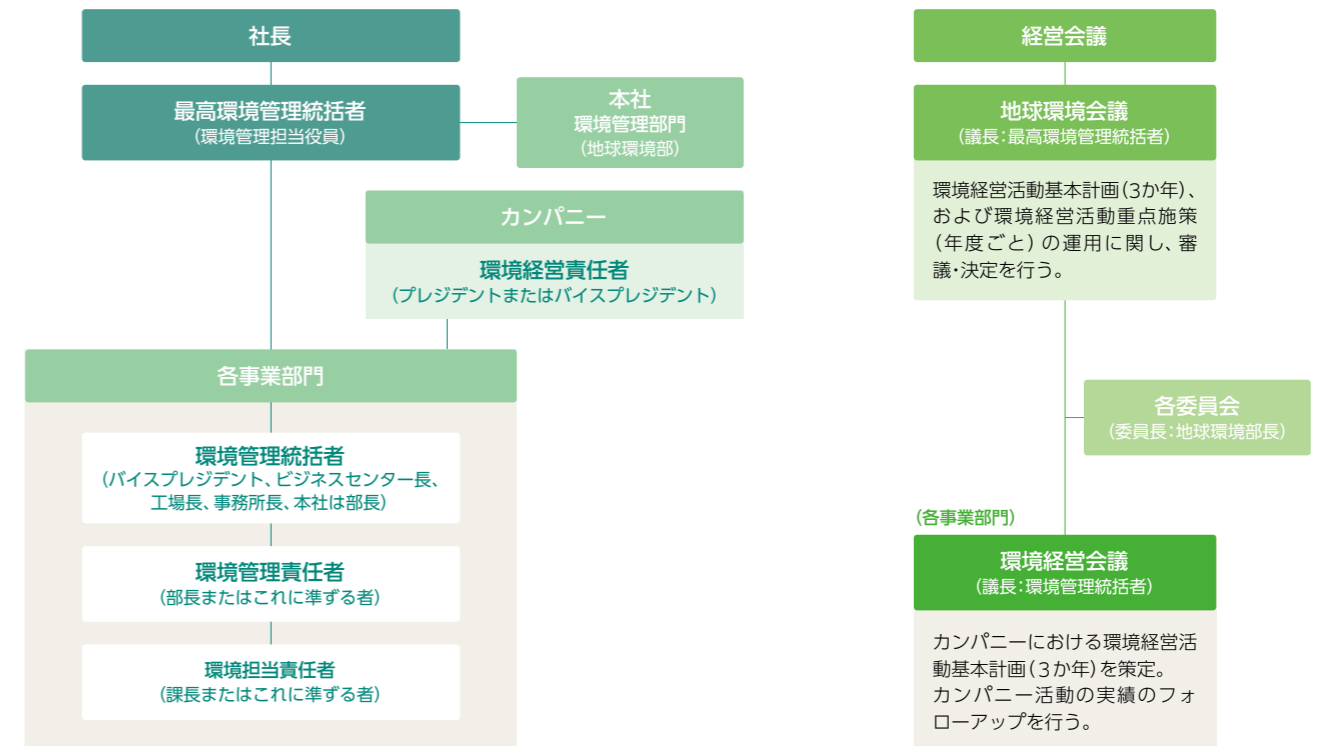 社長
最高環境管理統括者
（環境管理担当役員）
本社
環境管理部門
（地球環境部）
カンパニー
環境経営責任者
（プレジデントまたはバイスプレジデント）
各事業部門
環境管理統括者
（バイスプレジデント、ビジネスセンター長、
工場長、事務所長、本社は部長）
環境管理責任者
（部長またはこれに準ずる者）
環境担当責任者
（課長またはこれに準ずる者）
経営会議
地球環境会議
（議長：最高環境管理統括者）
環境経営活動基本計画（3か年）、
および環境経営活動重点施策
（年度ごと）の運用に関し、審
議・決定を行う。
各委員会
（委員長：地球環境部長）
（各事業部門）
環境経営会議
（議長：環境管理統括者）
カンパニーにおける環境経営活
動基本計画（3か年）を策定。
カンパニー活動の実績のフォ
ローアップを行う。